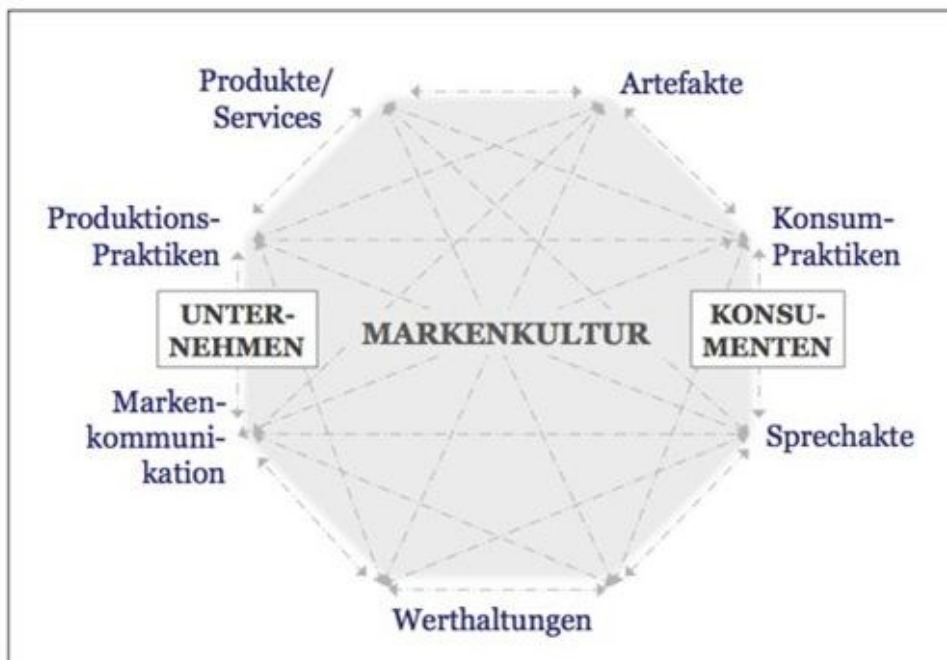 Produkte/
Services
Artefakte
Produktions-
Praktiken
Konsum-
Praktiken
UNTER-
NEHMEN
MARKENKULTUR
KONSU-
MENTEN
Marken-
kommuni-
kation
Sprechakte
Werthaltungen